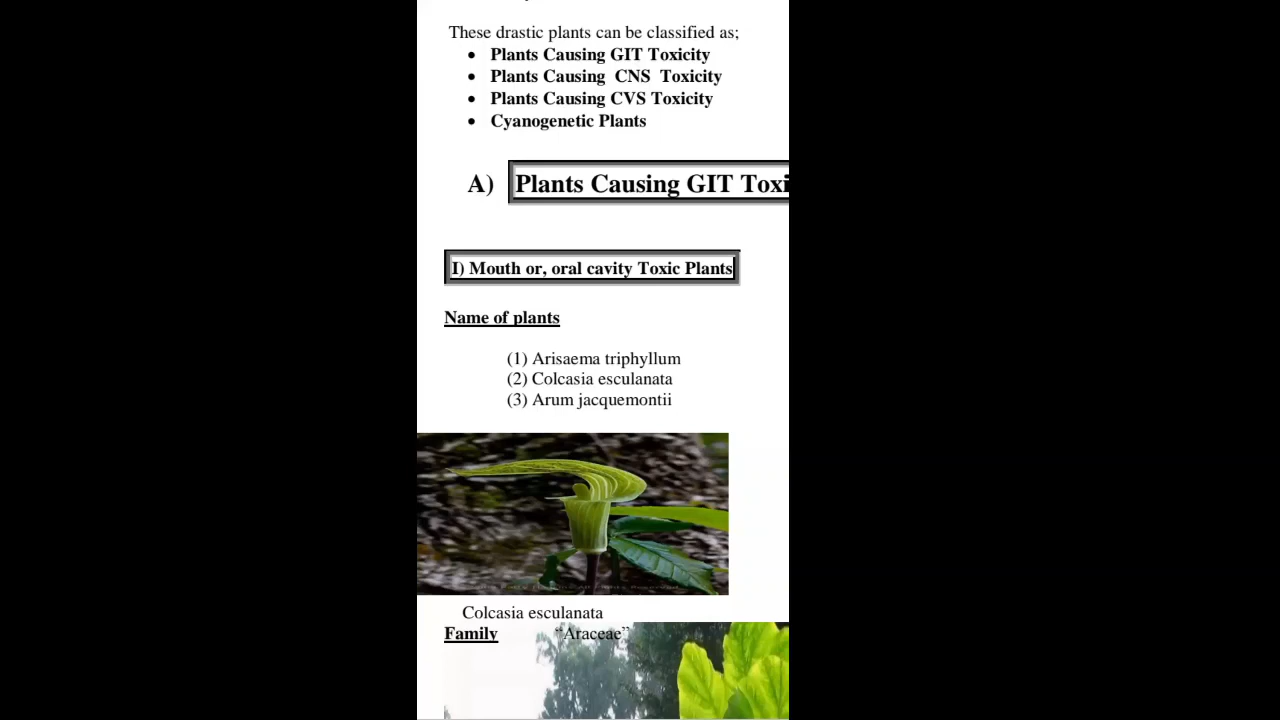 These drastic plants can be classified as;
• Plants Causing GIT Toxicity
• Plants Causing CNS Toxicity
• Plants Causing CVS Toxicity
• Cyanogenetic Plants
A) Plants Causing GIT Toxi
I) Mouth or, oral cavity Toxic Plants
Name of plants
(1) Arisaema triphyllum
(2) Colcasia esculanata
(3) Arum jacquemontii
Colcasia esculanata
Family "Araceae"